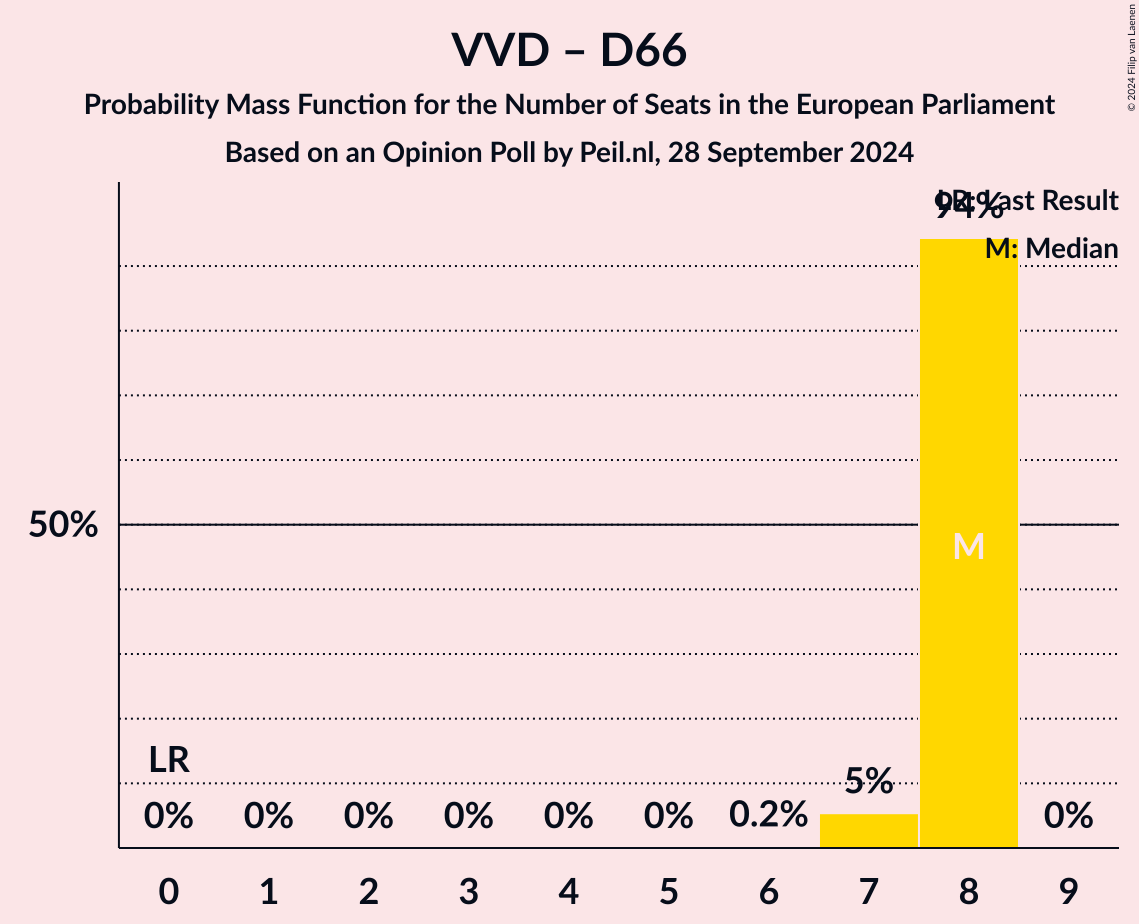 VVD – D66
Probability Mass Function for the Number of Seats in the European Parliament
Based on an Opinion Poll by Peil.nl, 28 September 2024
© 2024 Filip van Laenen
LR: Last Result
M: Median
94%
50%
M
LR
5%
0% 0% 0% 0% 0% 0% 0.2% 0%
0 1 2 3 4 5 6 7 8 9